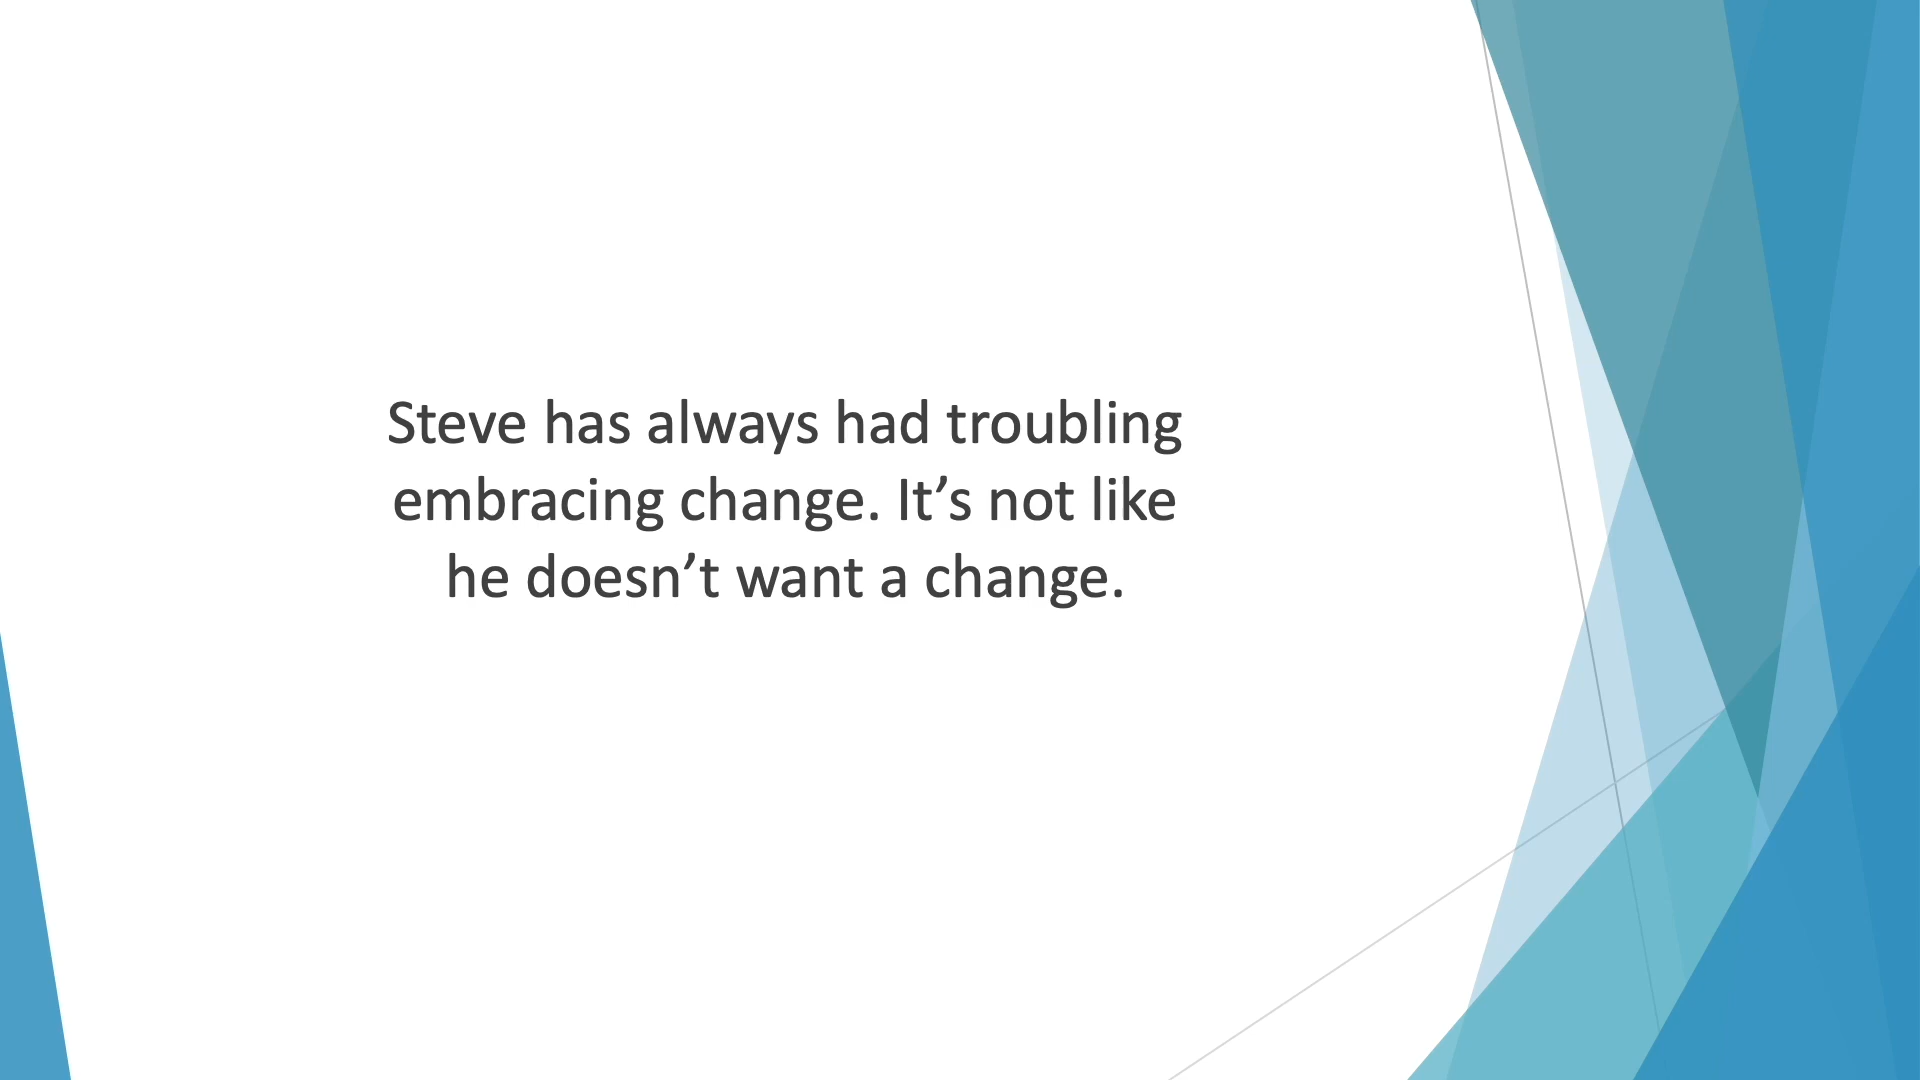 Steve has always had troubling
embracing change. It’s not like
he doesn’t want a change.